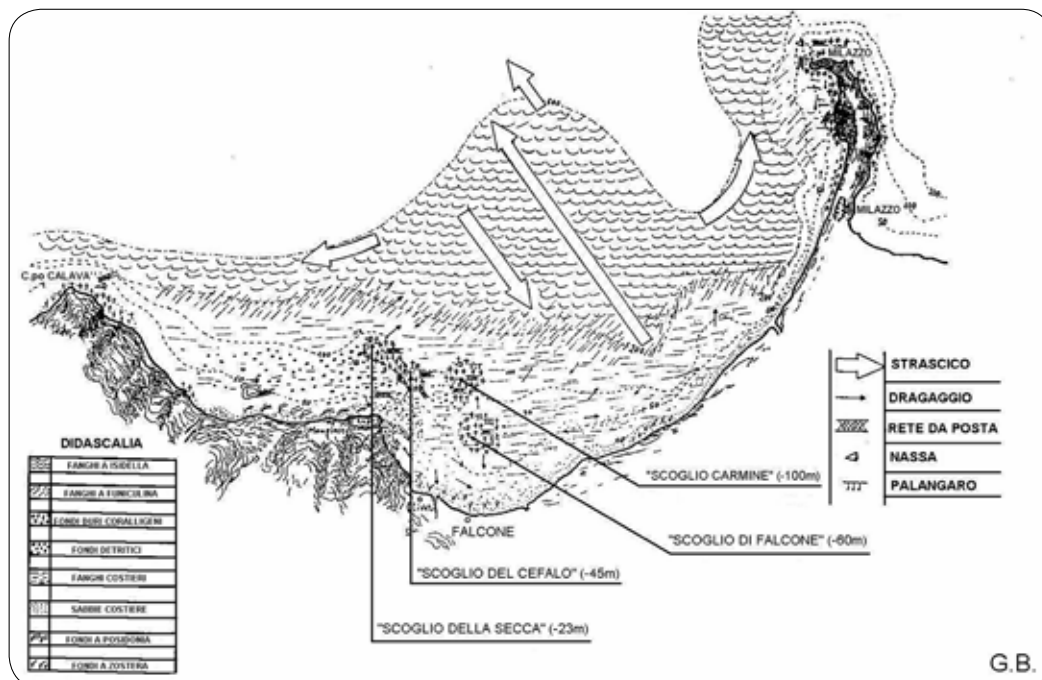 C.po MILAZZO
MILAZZO
C.po CALAVA'
DIDASCALIA
FANGHI A ISIDELLA
FANGHI A FUNICULINA
FONDI DURI CORALLIGENI
FONDI DETRITICI
FANGHI COSTIERI
SABBIE COSTIERE
FONDI A POSIDONIA
FONDI A ZOSTERA
STRASCICO
DRAGAGGIO
RETE DA POSTA
NASSA
PALANGARO
FALCONE
"SCOGLIO CARMINE" (-100m)
"SCOGLIO DI FALCONE" (-60m)
"SCOGLIO DEL CEFALO" (-45m)
"SCOGLIO DELLA SECCA" (-23m)
G.B.